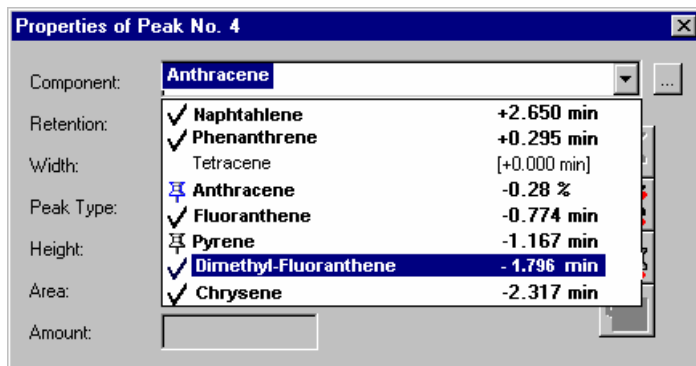 Properties of Peak No. 4
Component: Anthracene ...
Retention:
Width:
Peak Type:
Height:
Area:
Amount:
Naphtahlene +2.650 min
Phenanthrene +0.295 min
Tetracene [+0.000 min]
Anthracene -0.28 %
Fluoranthene -0.774 min
Pyrene -1.167 min
Dimethyl-Fluoranthene - 1.796 min
Chrysene -2.317 min